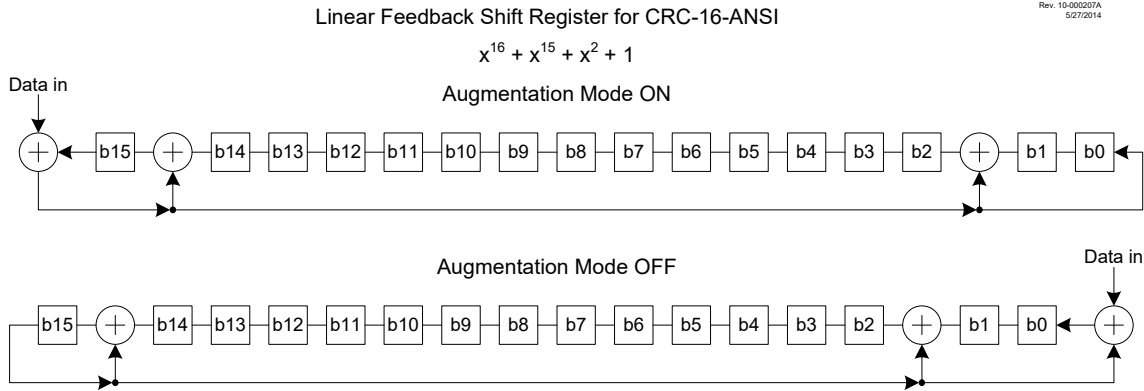 Rev. 10-000207A
5/27/2014
Linear Feedback Shift Register for CRC-16-ANSI
x¹⁶ + x¹⁵ + x² + 1
Augmentation Mode ON
Data in
b15 b14 b13 b12 b11 b10 b9 b8 b7 b6 b5 b4 b3 b2 b1 b0
Augmentation Mode OFF
Data in
b15 b14 b13 b12 b11 b10 b9 b8 b7 b6 b5 b4 b3 b2 b1 b0